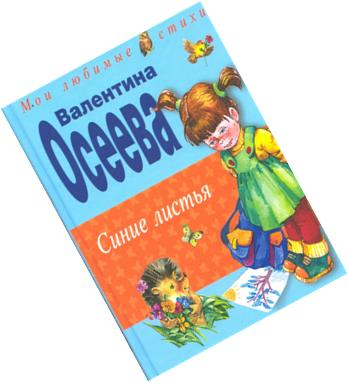 Мои любимые стихи
Валентина
Осеева
Синие листья